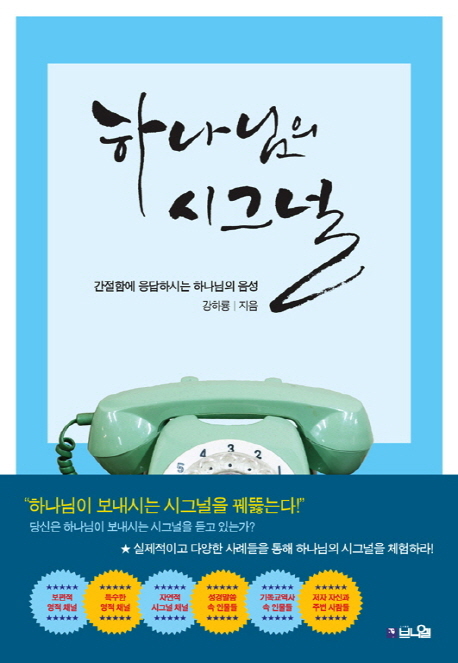 하나님의
시그널
간절함에 응답하시는 하나님의 음성
강하룡 | 지음
5 4 3 2
“하나님이 보내시는 시그널을 꿰뚫는다!”
당신은 하나님이 보내시는 시그널을 듣고 있는가?
★ 실제적이고 다양한 사례들을 통해 하나님의 시그널을 체험하라!
★★★★★ ★★★★★ ★★★★★ ★★★★★ ★★★★★ ★★★★★
보편적 특수한 자연적 성경말씀 기독교역사 저자 자신과
영적 채널 영적 채널 시그널 채널 속 인물들 속 인물들 주변 사람들
★★★★★ ★★★★★ ★★★★★ ★★★★★ ★★★★★ ★★★★★
브니엘